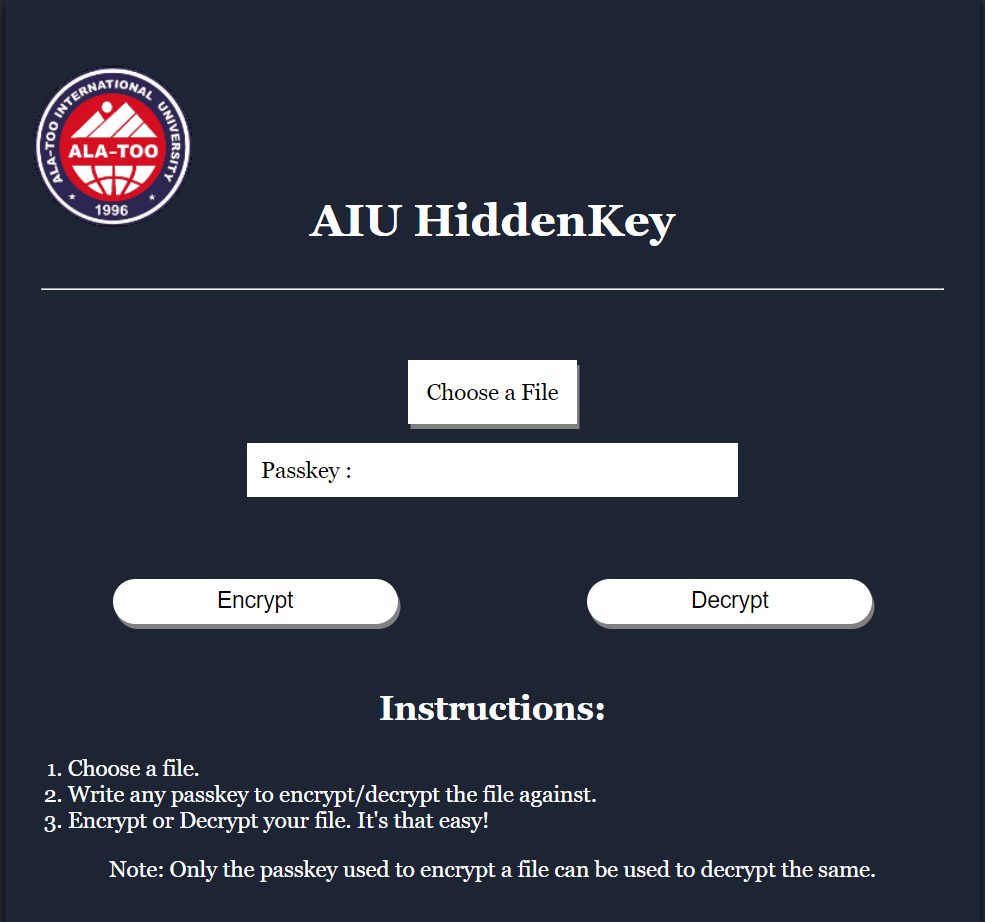 ALA-TOO INTERNATIONAL UNIVERSITY
ALA-TOO
1996
AIU HiddenKey
Choose a File
Passkey :
Encrypt
Decrypt
Instructions:
1. Choose a file.
2. Write any passkey to encrypt/decrypt the file against.
3. Encrypt or Decrypt your file. It's that easy!
Note: Only the passkey used to encrypt a file can be used to decrypt the same.